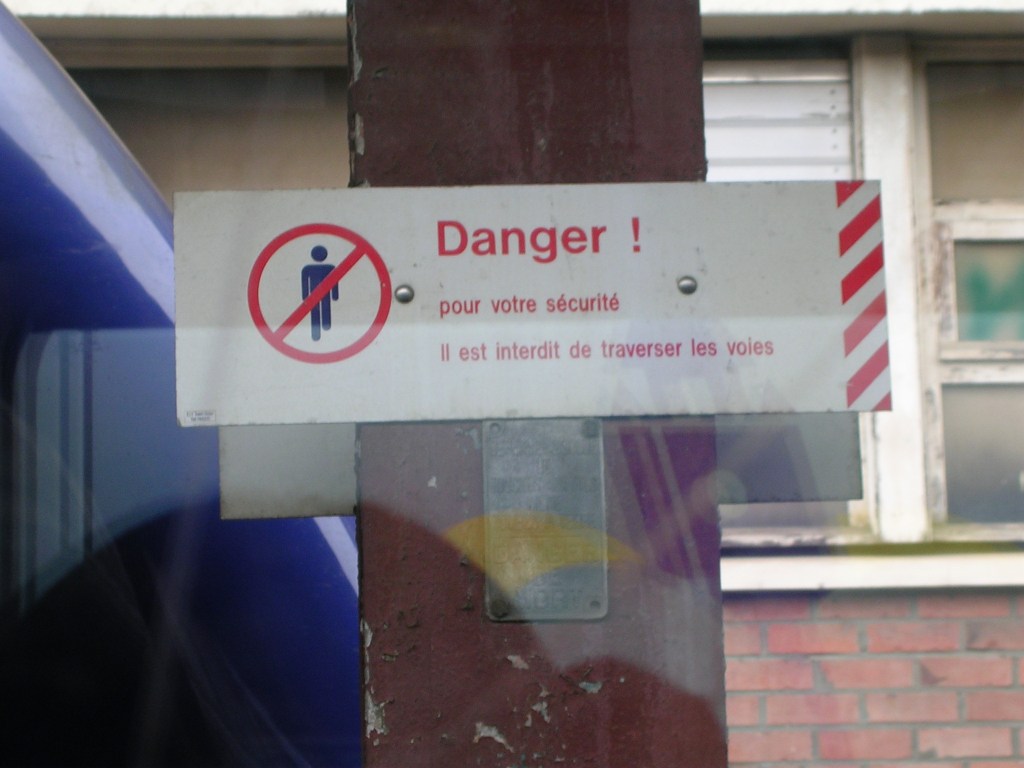 Danger !
pour votre sécurité
Il est interdit de traverser les voies